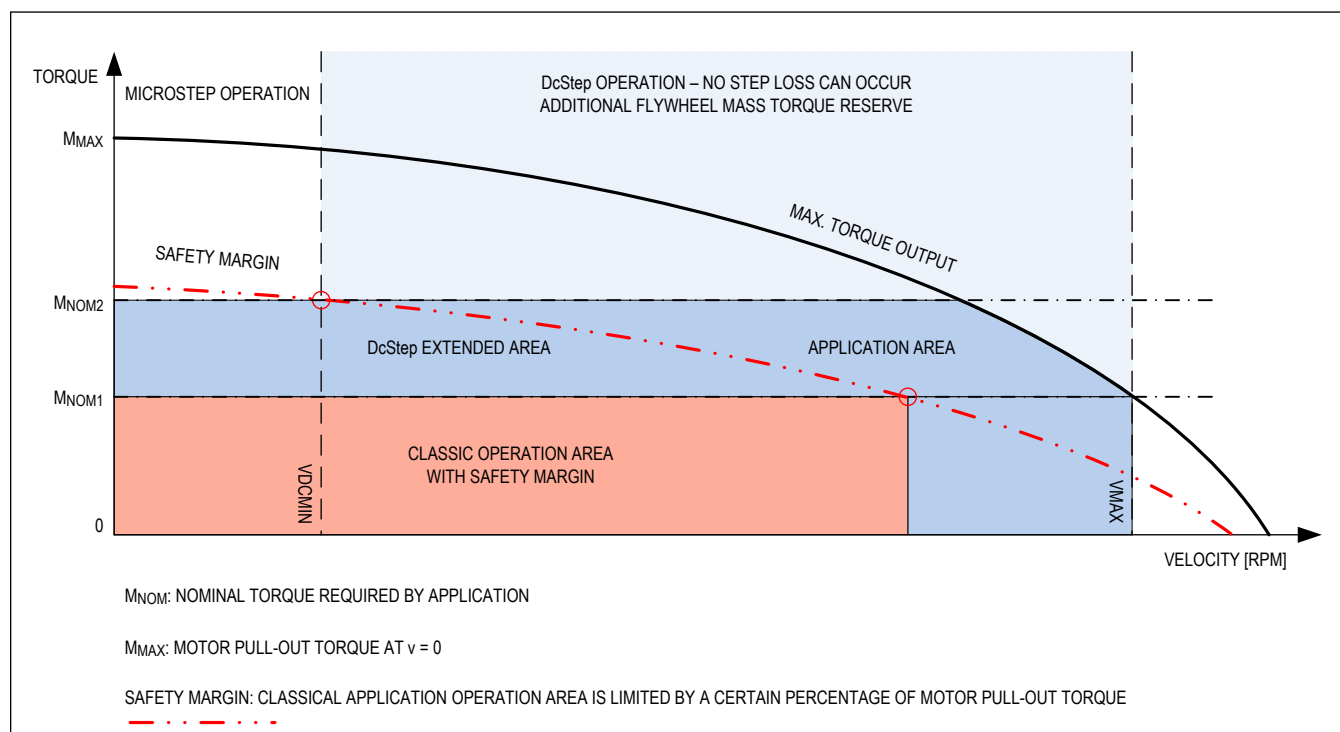 TORQUE
MICROSTEP OPERATION
DcStep OPERATION – NO STEP LOSS CAN OCCUR
ADDITIONAL FLYWHEEL MASS TORQUE RESERVE
MMAX
MAX. TORQUE OUTPUT
SAFETY MARGIN
MNOM2
DcStep EXTENDED AREA
APPLICATION AREA
MNOM1
CLASSIC OPERATION AREA
WITH SAFETY MARGIN
VDCMIN
VMAX
0
VELOCITY [RPM]
MNOM: NOMINAL TORQUE REQUIRED BY APPLICATION
MMAX: MOTOR PULL-OUT TORQUE AT v = 0
SAFETY MARGIN: CLASSICAL APPLICATION OPERATION AREA IS LIMITED BY A CERTAIN PERCENTAGE OF MOTOR PULL-OUT TORQUE